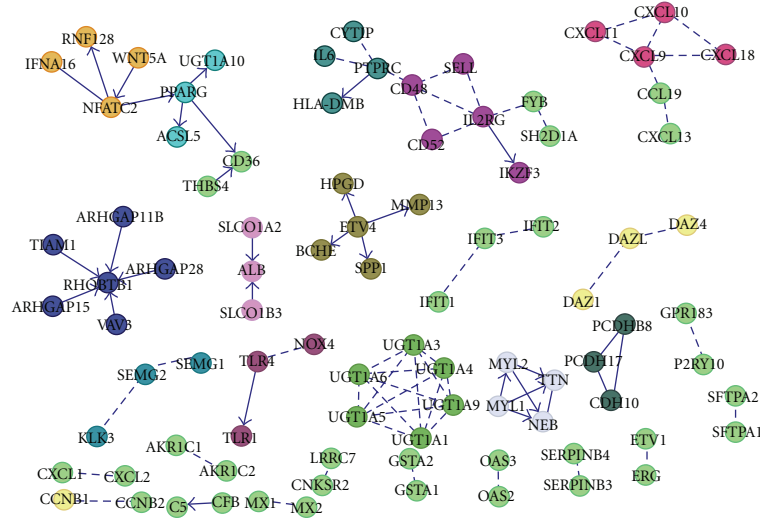 RNF128
IFNA16
WNT5A
UGT1A10
NFATC2
PPARG
ACSL5
CD36
THBS4
CYTIP
IL6
PTPRC
HLA-DMB
CD48
SELL
IL2RG
FYB
SH2D1A
CD52
IKZF3
CXCL10
CXCL11
CXCL9
CXCL18
CCL19
CXCL13
ARHGAP11B
TIAM1
RHOBTB1
ARHGAP28
ARHGAP15
VAV3
SLCO1A2
ALB
SLCO1B3
HPGD
MMP13
ETV4
BCHE
SPP1
IFIT3
IFIT2
IFIT1
DAZL
DAZ4
DAZ1
GPR183
P2RY10
PCDHB8
PCDH17
CDH10
SEMG1
SEMG2
KLK3
NOX4
TLR4
TLR1
UGT1A3
UGT1A6
UGT1A4
UGT1A5
UGT1A9
UGT1A1
MYL2
TTN
MYL1
NEB
SFTPA2
SFTPA1
AKR1C1
AKR1C2
CXCL1
CXCL2
CCNB1
CCNB2
C5
CFB
MX1
MX2
LRRC7
CNKSR2
GSTA2
GSTA1
OAS3
OAS2
SERPINB4
SERPINB3
ETV1
ERG